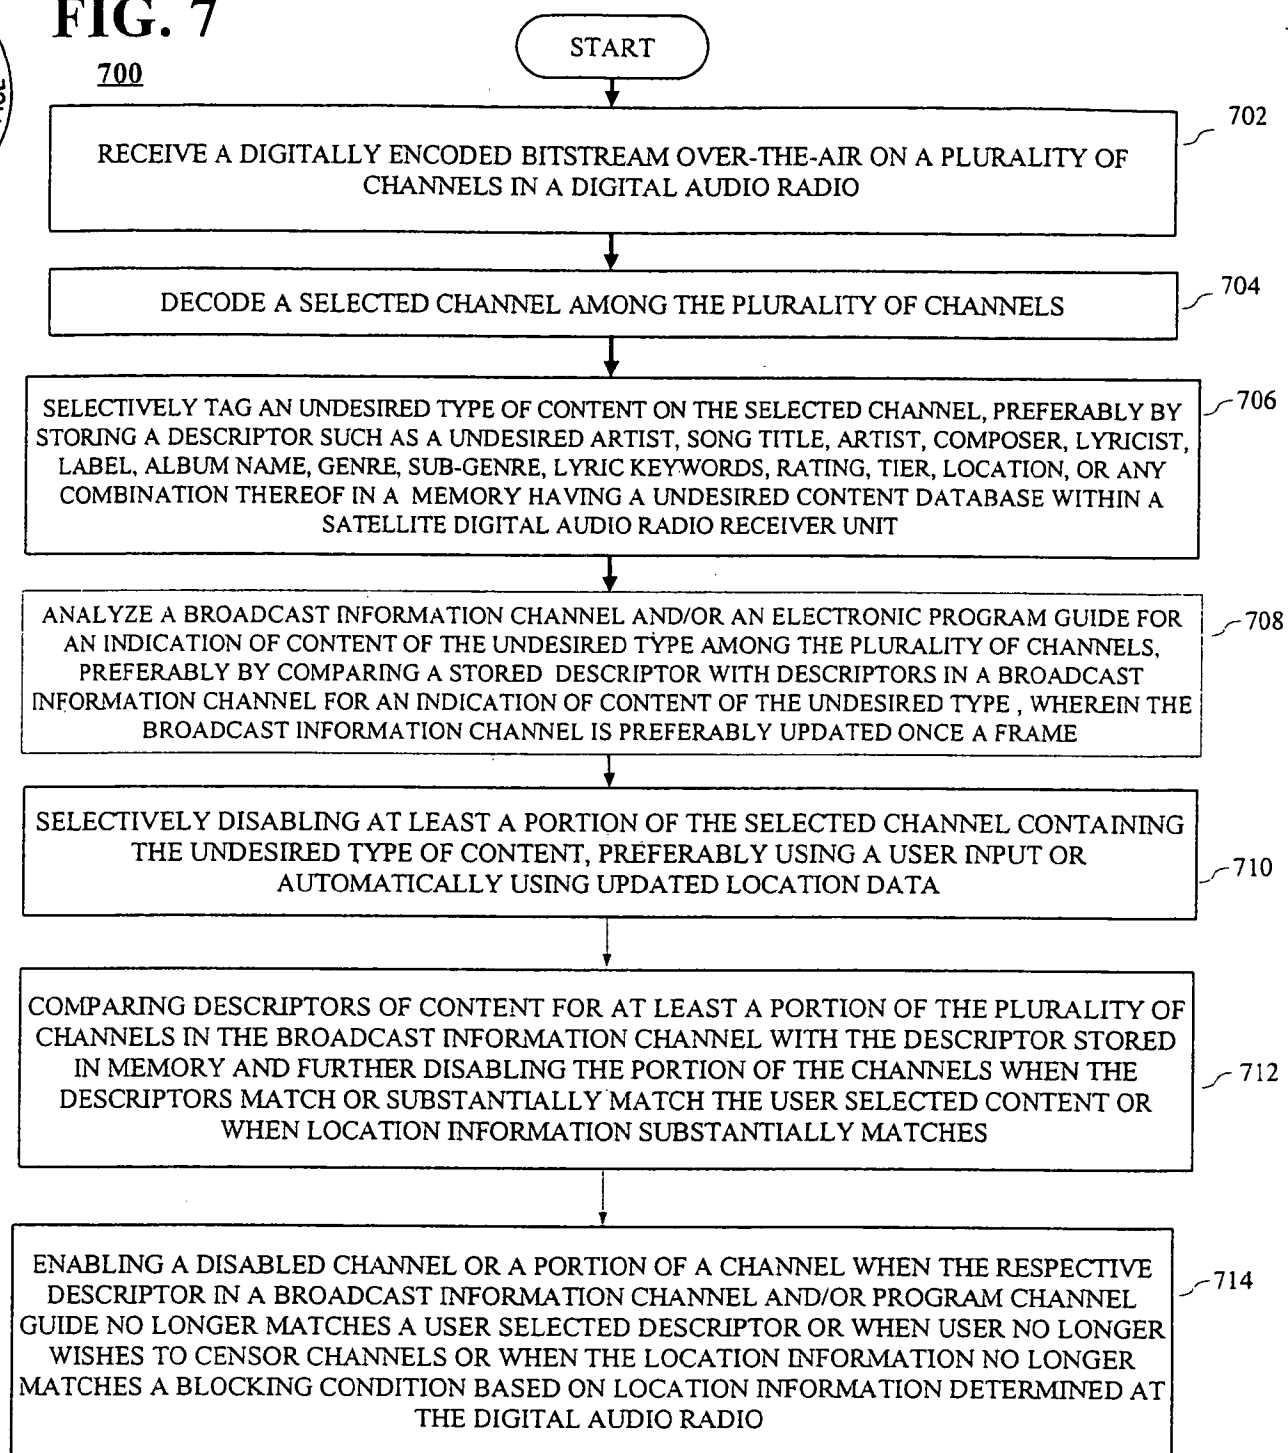 FIG. 7
700
START
702
RECEIVE A DIGITALLY ENCODED BITSTREAM OVER-THE-AIR ON A PLURALITY OF
CHANNELS IN A DIGITAL AUDIO RADIO
704
DECODE A SELECTED CHANNEL AMONG THE PLURALITY OF CHANNELS
706
SELECTIVELY TAG AN UNDESIRED TYPE OF CONTENT ON THE SELECTED CHANNEL, PREFERABLY BY
STORING A DESCRIPTOR SUCH AS A UNDESIRED ARTIST, SONG TITLE, ARTIST, COMPOSER, LYRICIST,
LABEL, ALBUM NAME, GENRE, SUB-GENRE, LYRIC KEYWORDS, RATING, TIER, LOCATION, OR ANY
COMBINATION THEREOF IN A MEMORY HAVING A UNDESIRED CONTENT DATABASE WITHIN A
SATELLITE DIGITAL AUDIO RADIO RECEIVER UNIT
708
ANALYZE A BROADCAST INFORMATION CHANNEL AND/OR AN ELECTRONIC PROGRAM GUIDE FOR
AN INDICATION OF CONTENT OF THE UNDESIRED TYPE AMONG THE PLURALITY OF CHANNELS,
PREFERABLY BY COMPARING A STORED DESCRIPTOR WITH DESCRIPTORS IN A BROADCAST
INFORMATION CHANNEL FOR AN INDICATION OF CONTENT OF THE UNDESIRED TYPE , WHEREIN THE
BROADCAST INFORMATION CHANNEL IS PREFERABLY UPDATED ONCE A FRAME
710
SELECTIVELY DISABLING AT LEAST A PORTION OF THE SELECTED CHANNEL CONTAINING
THE UNDESIRED TYPE OF CONTENT, PREFERABLY USING A USER INPUT OR
AUTOMATICALLY USING UPDATED LOCATION DATA
712
COMPARING DESCRIPTORS OF CONTENT FOR AT LEAST A PORTION OF THE PLURALITY OF
CHANNELS IN THE BROADCAST INFORMATION CHANNEL WITH THE DESCRIPTOR STORED
IN MEMORY AND FURTHER DISABLING THE PORTION OF THE CHANNELS WHEN THE
DESCRIPTORS MATCH OR SUBSTANTIALLY MATCH THE USER SELECTED CONTENT OR
WHEN LOCATION INFORMATION SUBSTANTIALLY MATCHES
714
ENABLING A DISABLED CHANNEL OR A PORTION OF A CHANNEL WHEN THE RESPECTIVE
DESCRIPTOR IN A BROADCAST INFORMATION CHANNEL AND/OR PROGRAM CHANNEL
GUIDE NO LONGER MATCHES A USER SELECTED DESCRIPTOR OR WHEN USER NO LONGER
WISHES TO CENSOR CHANNELS OR WHEN THE LOCATION INFORMATION NO LONGER
MATCHES A BLOCKING CONDITION BASED ON LOCATION INFORMATION DETERMINED AT
THE DIGITAL AUDIO RADIO